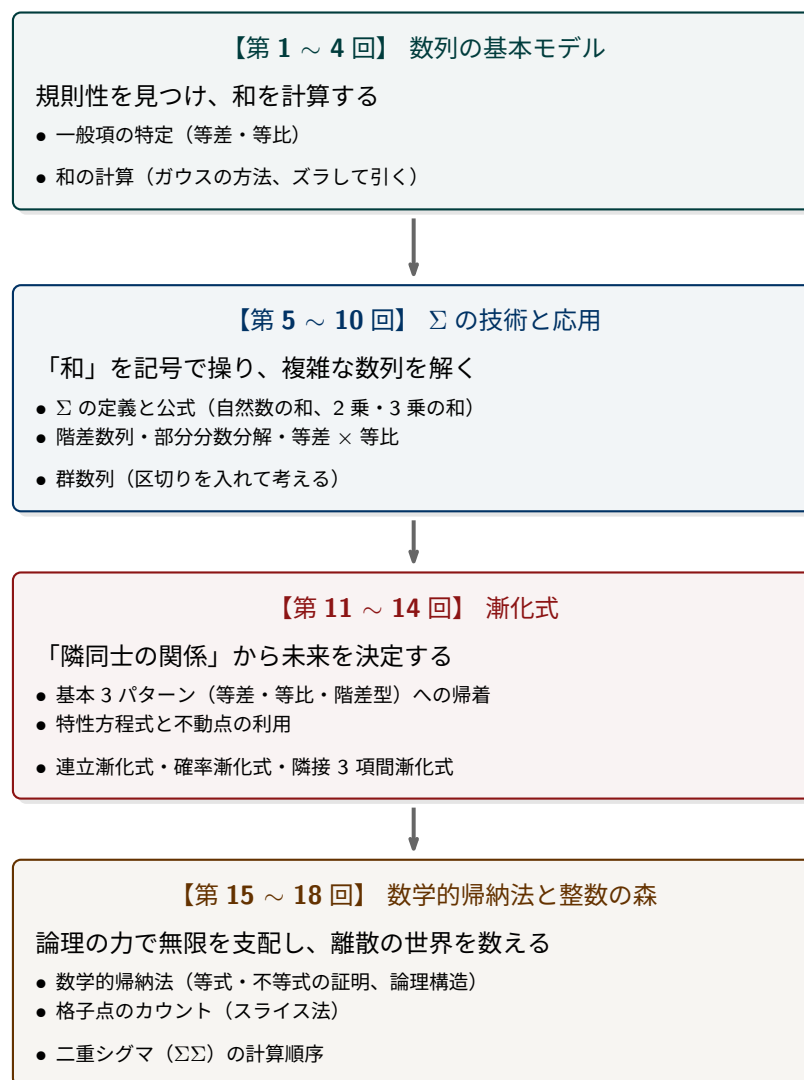 【第 1 ～ 4 回】 数列の基本モデル
規則性を見つけ、和を計算する
● 一般項の特定（等差・等比）
● 和の計算（ガウスの方法、ズラして引く）
【第 5 ～ 10 回】 Σ の技術と応用
「和」を記号で操り、複雑な数列を解く
● Σ の定義と公式（自然数の和、2 乗・3 乗の和）
● 階差数列・部分分数分解・等差 × 等比
● 群数列（区切りを入れて考える）
【第 11 ～ 14 回】 漸化式
「隣同士の関係」から未来を決定する
● 基本 3 パターン（等差・等比・階差型）への帰着
● 特性方程式と不動点の利用
● 連立漸化式・確率漸化式・隣接 3 項間漸化式
【第 15 ～ 18 回】 数学的帰納法と整数の森
論理の力で無限を支配し、離散の世界を数える
● 数学的帰納法（等式・不等式の証明、論理構造）
● 格子点のカウント（スライス法）
● 二重シグマ（ΣΣ）の計算順序